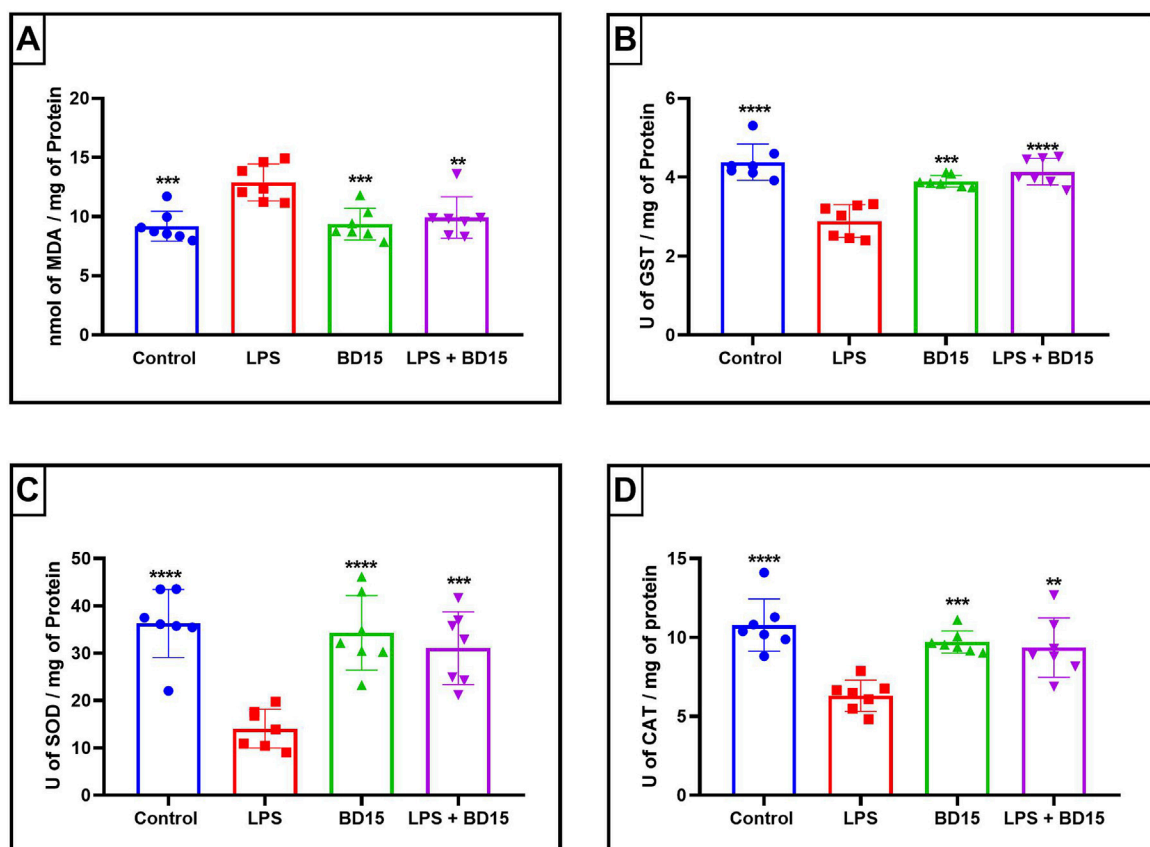 A
nmol of MDA / mg of Protein
20
15
10
5
0
***
***
**
Control LPS BD15 LPS + BD15
B
U of GST / mg of Protein
6
4
2
0
****
***
****
Control LPS BD15 LPS + BD15
C
U of SOD / mg of Protein
50
40
30
20
10
0
****
****
***
Control LPS BD15 LPS + BD15
D
U of CAT / mg of protein
15
10
5
0
****
***
**
Control LPS BD15 LPS + BD15